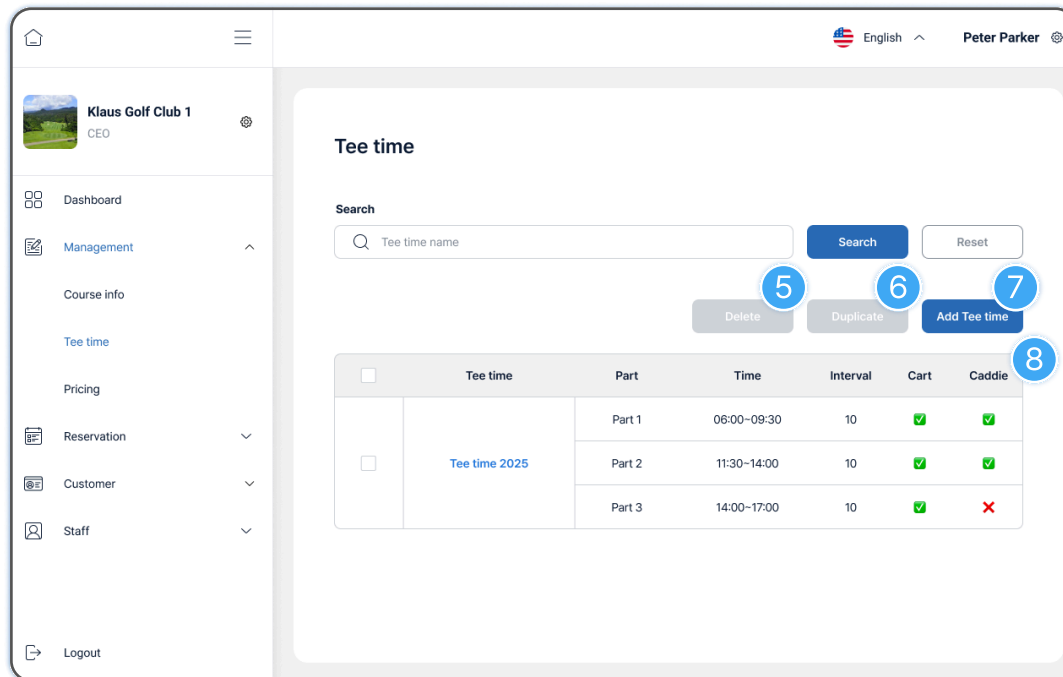 English
Peter Parker
Klaus Golf Club 1
CEO
Dashboard
Management
Course info
Tee time
Pricing
Reservation
Customer
Staff
Logout
Tee time
Search
Tee time name
Search
Reset
5
6
7
Delete
Duplicate
Add Tee time
8
Tee time Part Time Interval Cart Caddie
Tee time 2025
Part 1 06:00~09:30 10
Part 2 11:30~14:00 10
Part 3 14:00~17:00 10